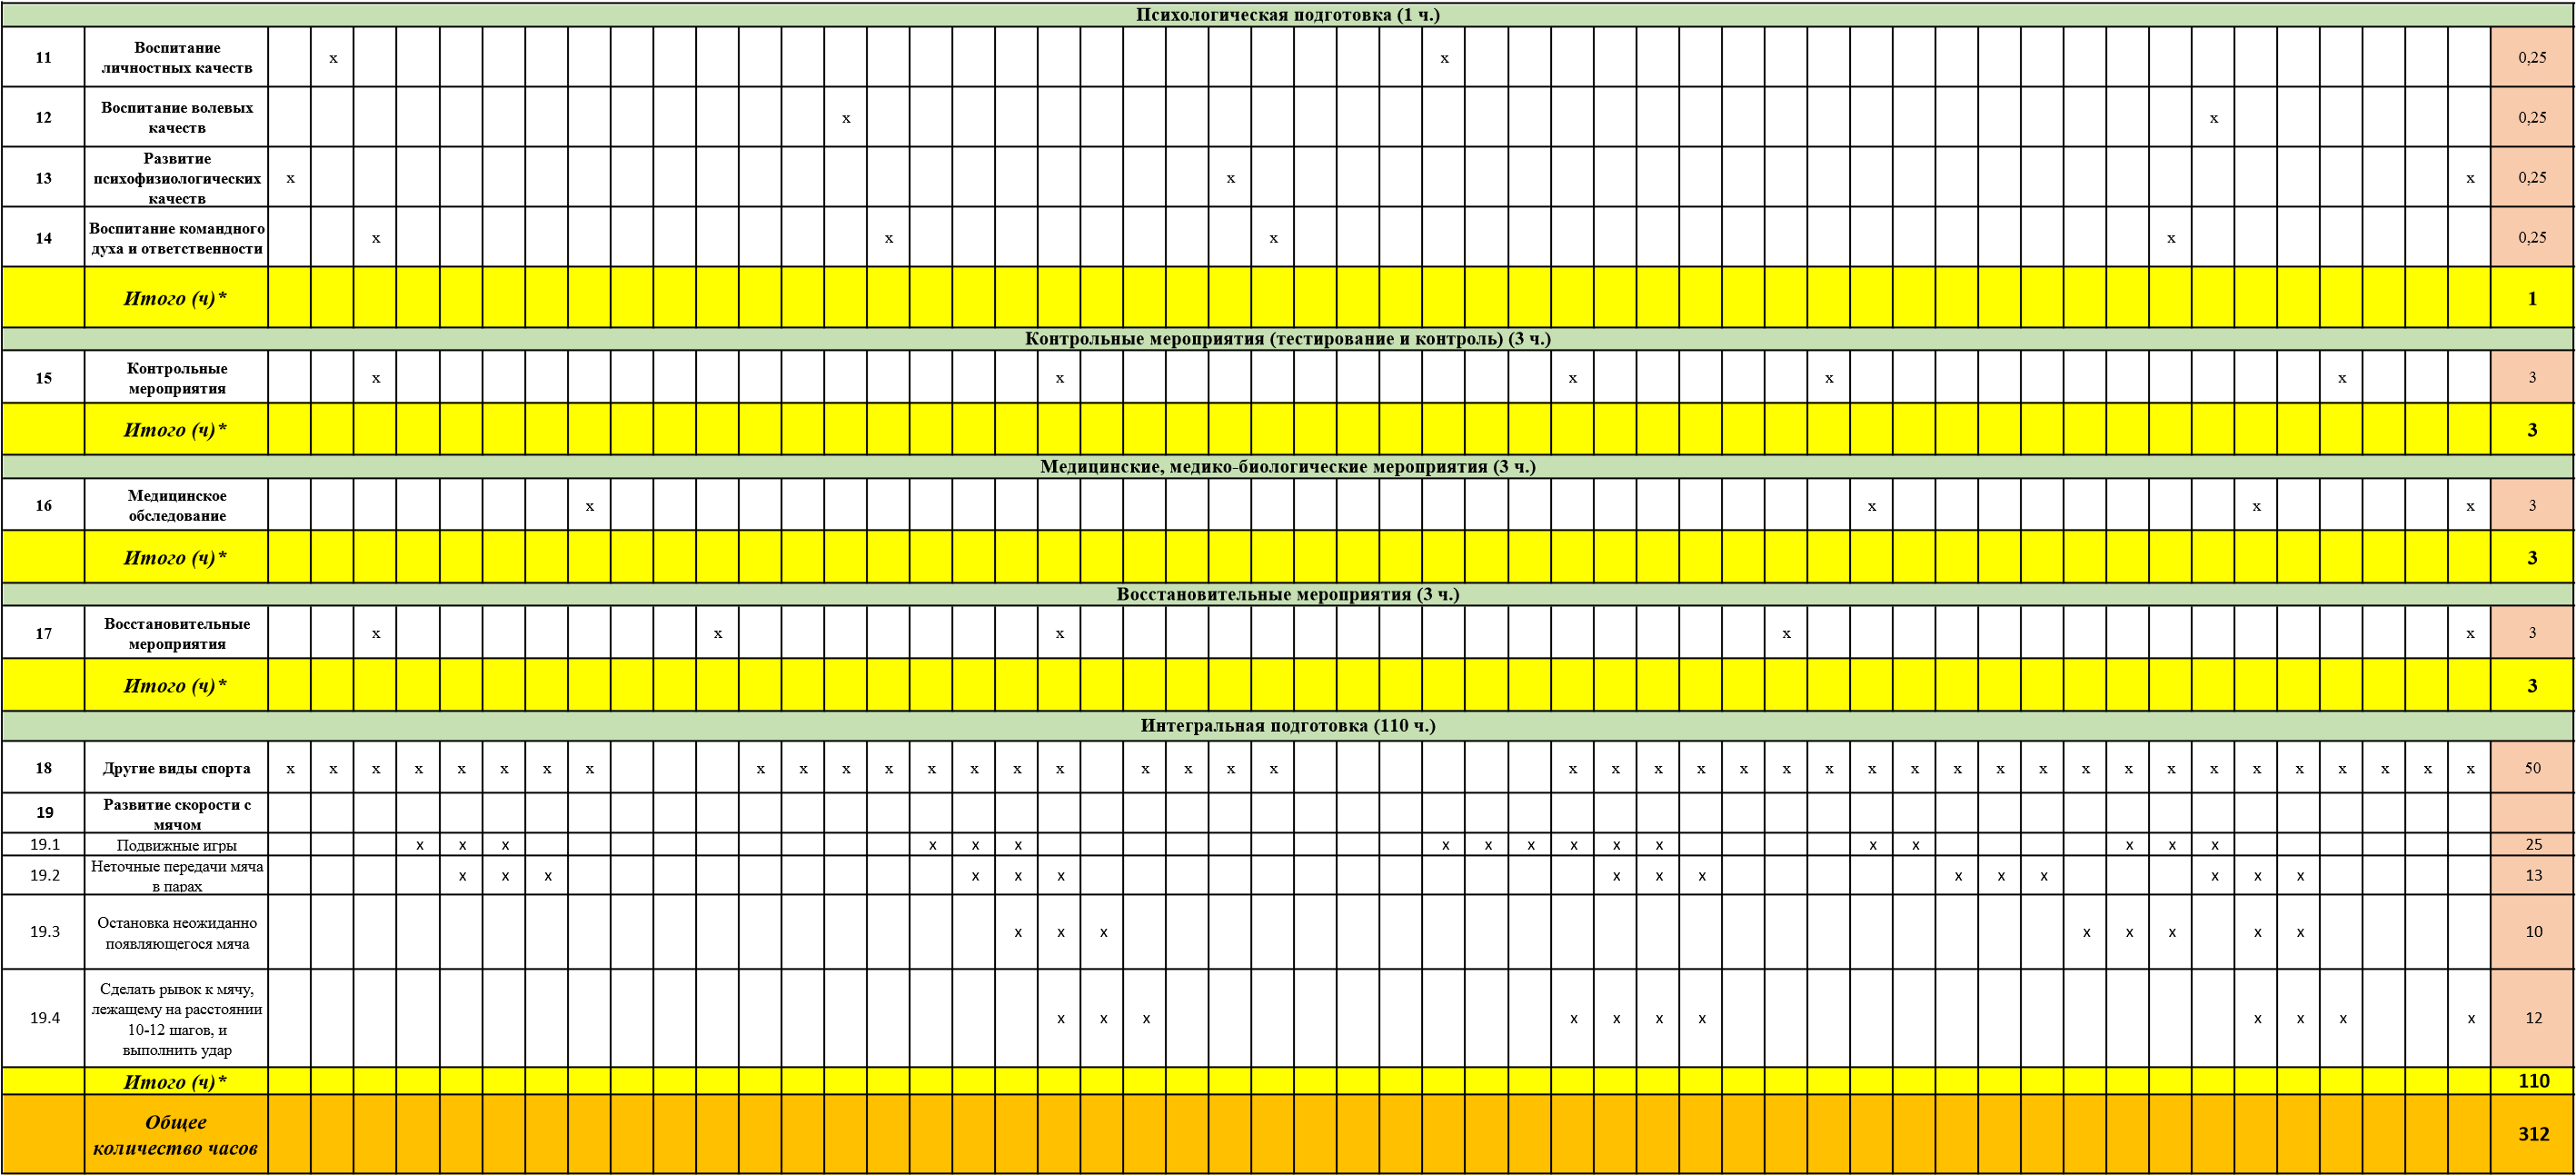 Психологическая подготовка (1 ч.)
11 Воспитание личностных качеств x x 0,25
12 Воспитание волевых качеств x x 0,25
13 Развитие психофизиологических качеств x x x 0,25
14 Воспитание командного духа и ответственности x x x x 0,25
Итого (ч)* 1
Контрольные мероприятия (тестирование и контроль) (3 ч.)
15 Контрольные мероприятия x x x x x 3
Итого (ч)* 3
Медицинские, медико-биологические мероприятия (3 ч.)
16 Медицинское обследование x x x x 3
Итого (ч)* 3
Восстановительные мероприятия (3 ч.)
17 Восстановительные мероприятия x x x x x 3
Итого (ч)* 3
Интегральная подготовка (110 ч.)
18 Другие виды спорта x x x x x x x x x x x x x x x x x x x x x x x x x x x x x x x x x x x x x x x x x x 50
19 Развитие скорости с мячом
19.1 Подвижные игры x x x x x x x x x x x x x x x x x 25
19.2 Неточные передачи мяча в парах x x x x x x x x x x x x x x x 13
19.3 Остановка неожиданно появляющегося мяча x x x x x x x x 10
19.4 Сделать рывок к мячу, лежащему на расстоянии 10-12 шагов, и выполнить удар x x x x x x x x x x x 12
Итого (ч)* 110
Общее количество часов 312